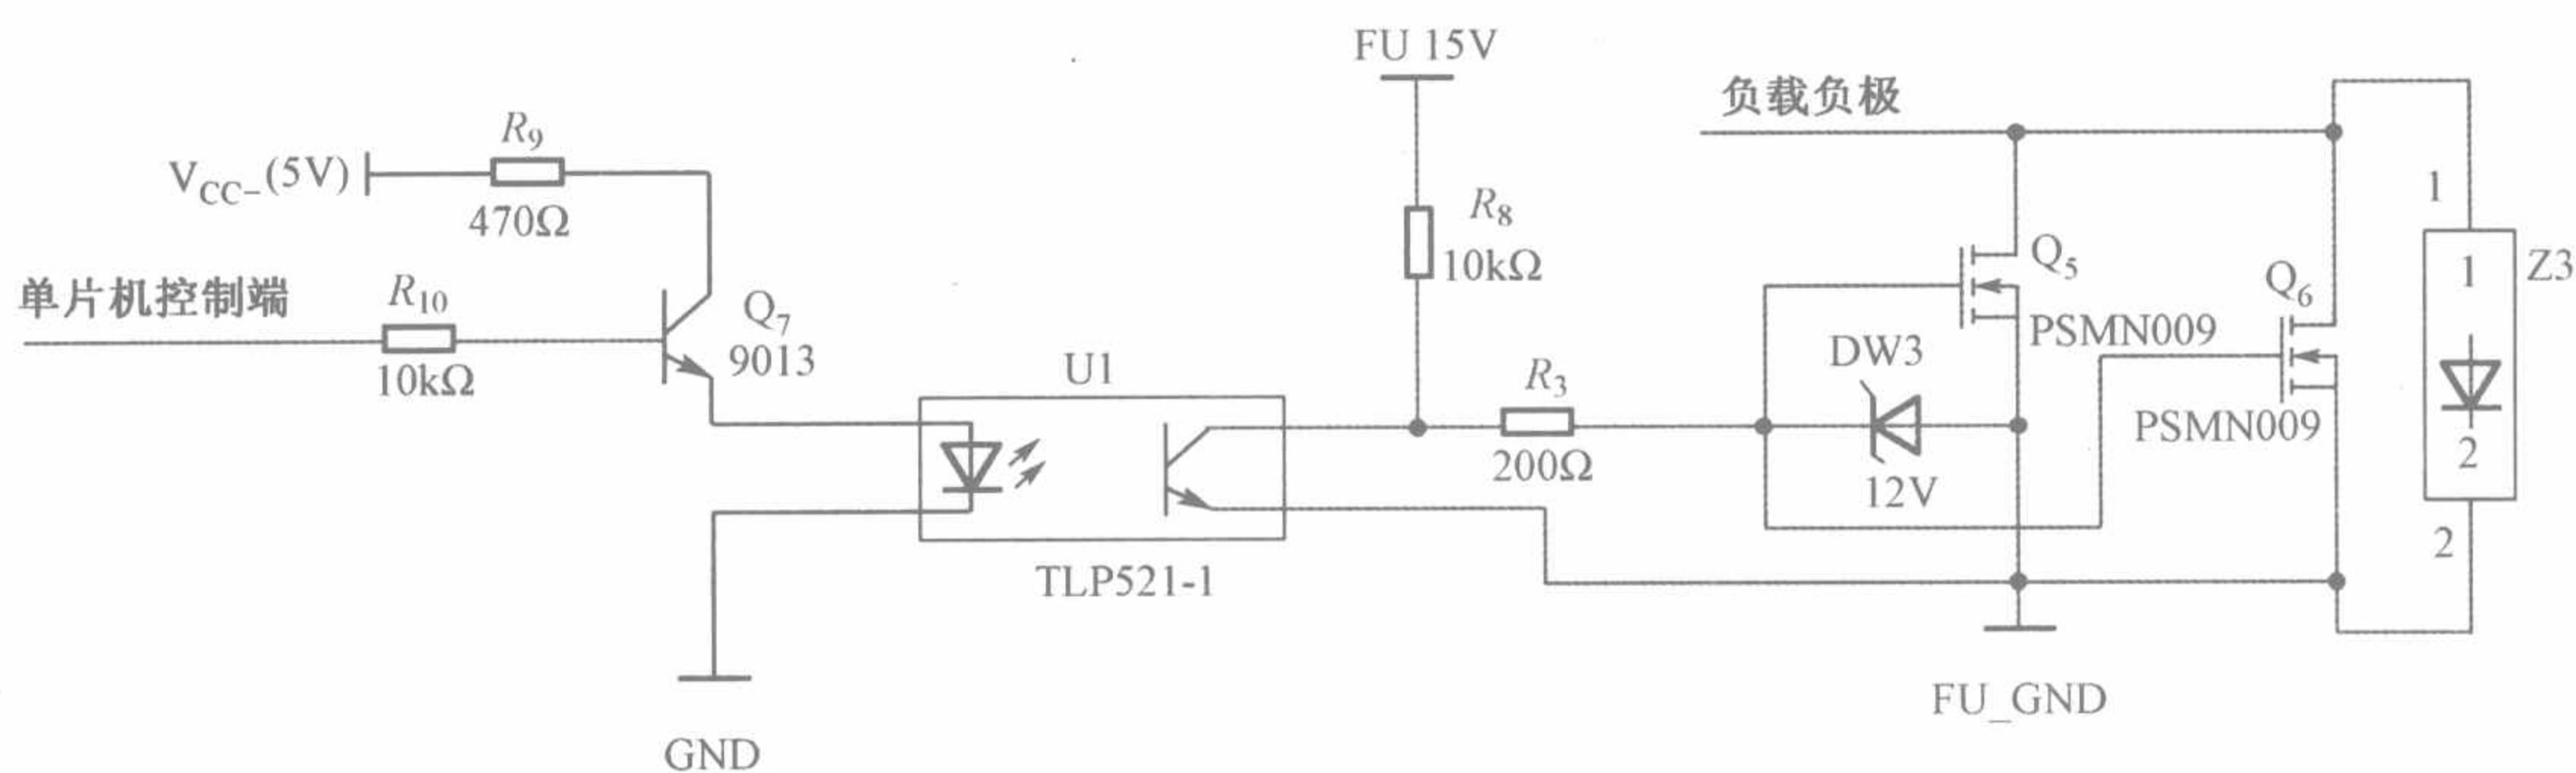 FU 15V
负载负极
R9
VCC-(5V)
470Ω
1
R8
10kΩ
Q5
1
Z3
单片机控制端
R10
10kΩ
Q7
9013
Q6
PSMN009
DW3
U1
R3
200Ω
PSMN009
12V
2
2
TLP521-1
FU_GND
GND